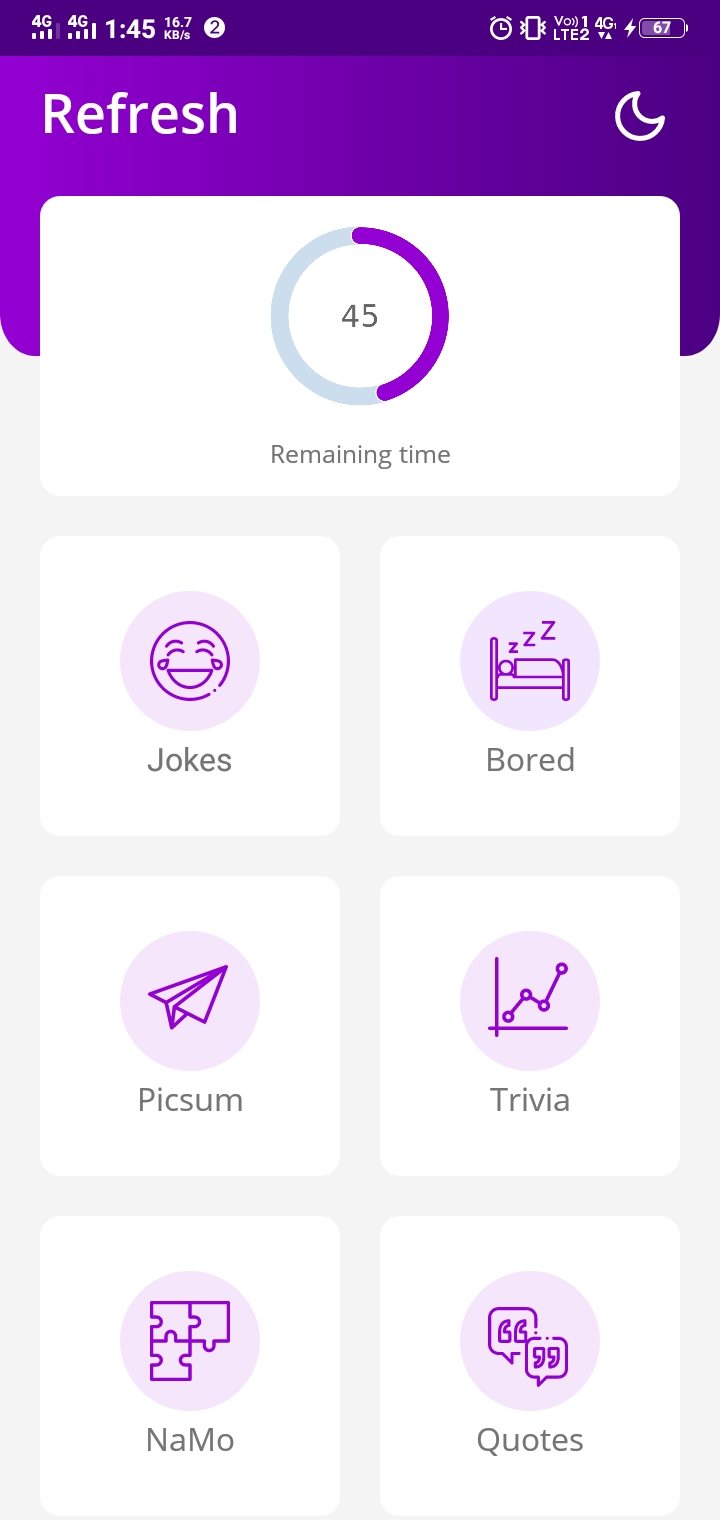 4G 4G 1:45 16.7 KB/s 2 Vo)) 1 LTE2 4G 67
Refresh
45
Remaining time
z z Z
Jokes
Bored
Picsum
Trivia
NaMo
Quotes